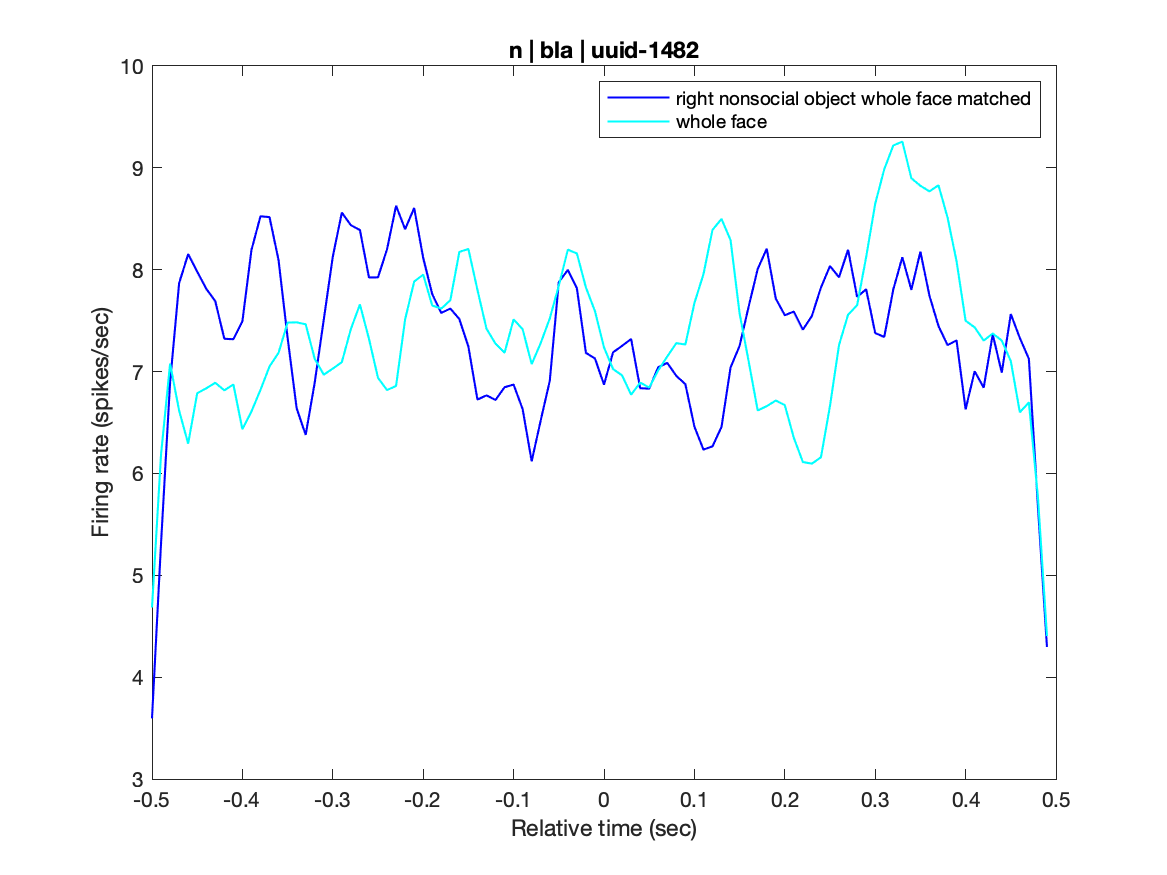 n | bla | uuid-1482
10
9
8
7
6
5
4
3
right nonsocial object whole face matched
whole face
Firing rate (spikes/sec)
-0.5 -0.4 -0.3 -0.2 -0.1 0 0.1 0.2 0.3 0.4 0.5
Relative time (sec)